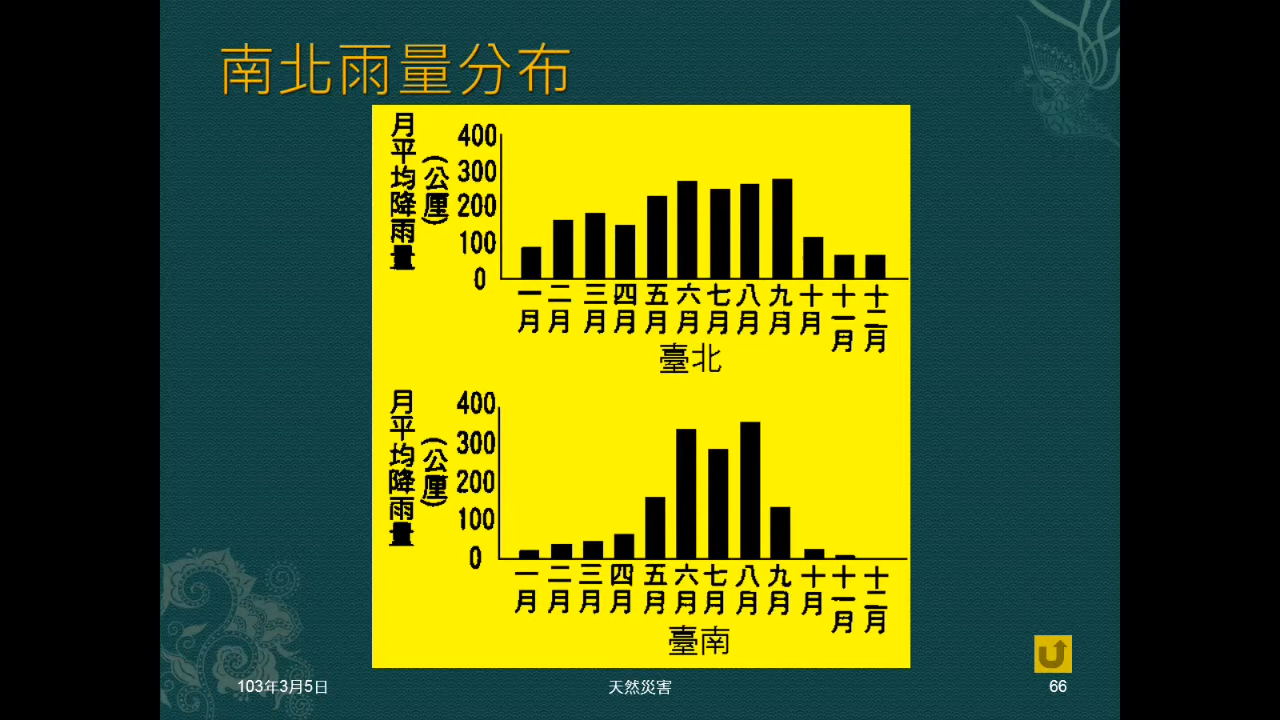 南北雨量分布
月平均降雨量
(公厘)
400
300
200
100
0
一月 二月 三月 四月 五月 六月 七月 八月 九月 十月 十一月 十二月
臺北
月平均降雨量
(公厘)
400
300
200
100
0
一月 二月 三月 四月 五月 六月 七月 八月 九月 十月 十一月 十二月
臺南
103年3月5日 天然災害 66